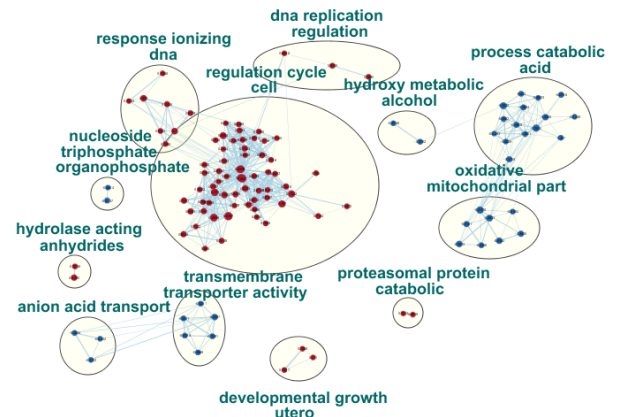 dna replication
regulation
response ionizing
dna
process catabolic
acid
regulation cycle
cell
hydroxy metabolic
alcohol
nucleoside
triphosphate
organophosphate
oxidative
mitochondrial part
hydrolase acting
anhydrides
transmembrane
transporter activity
proteasomal protein
catabolic
anion acid transport
developmental growth
utero